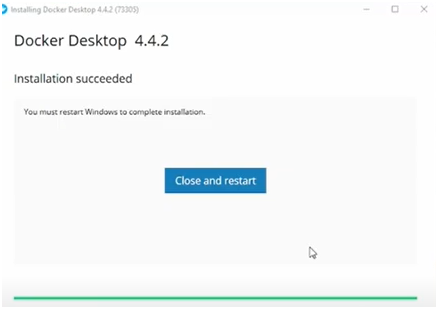 Installing Docker Desktop 4.4.2 (73305)
Docker Desktop 4.4.2
Installation succeeded
You must restart Windows to complete installation.
Close and restart